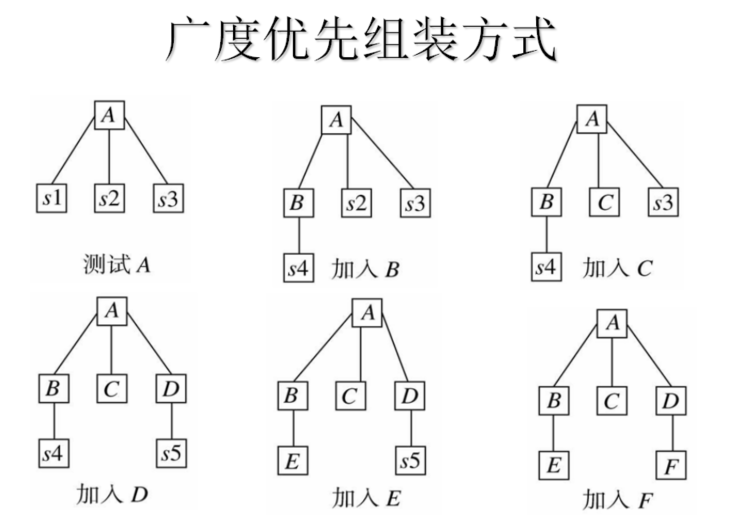 广度优先组装方式
A
s1 s2 s3
测试 A
A
B s2 s3
s4
加入 B
A
B C s3
s4
加入 C
A
B C D
s4 s5
加入 D
A
B C D
E s5
加入 E
A
B C D
E F
加入 F